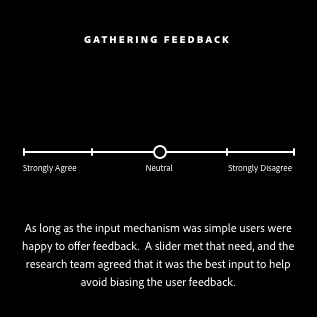 GATHERING FEEDBACK
Strongly Agree Neutral Strongly Disagree
As long as the input mechanism was simple users were
happy to offer feedback. A slider met that need, and the
research team agreed that it was the best input to help
avoid biasing the user feedback.